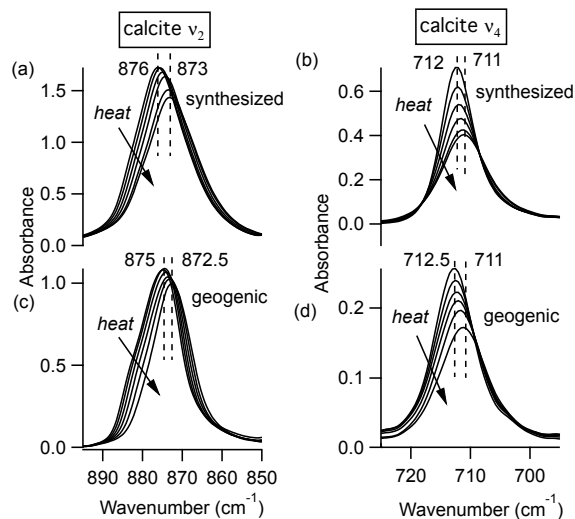 calcite ν₂
calcite ν₄
(a)
876
873
synthesized
heat
1.5
1.0
0.5
0.0
Absorbance
(b)
712
711
synthesized
heat
0.6
0.4
0.2
0.0
Absorbance
(c)
875
872.5
geogenic
heat
1.0
0.5
0.0
890
880
870
860
850
Wavenumber (cm⁻¹)
(d)
712.5
711
geogenic
heat
0.2
0.1
0.0
720
710
700
Wavenumber (cm⁻¹)